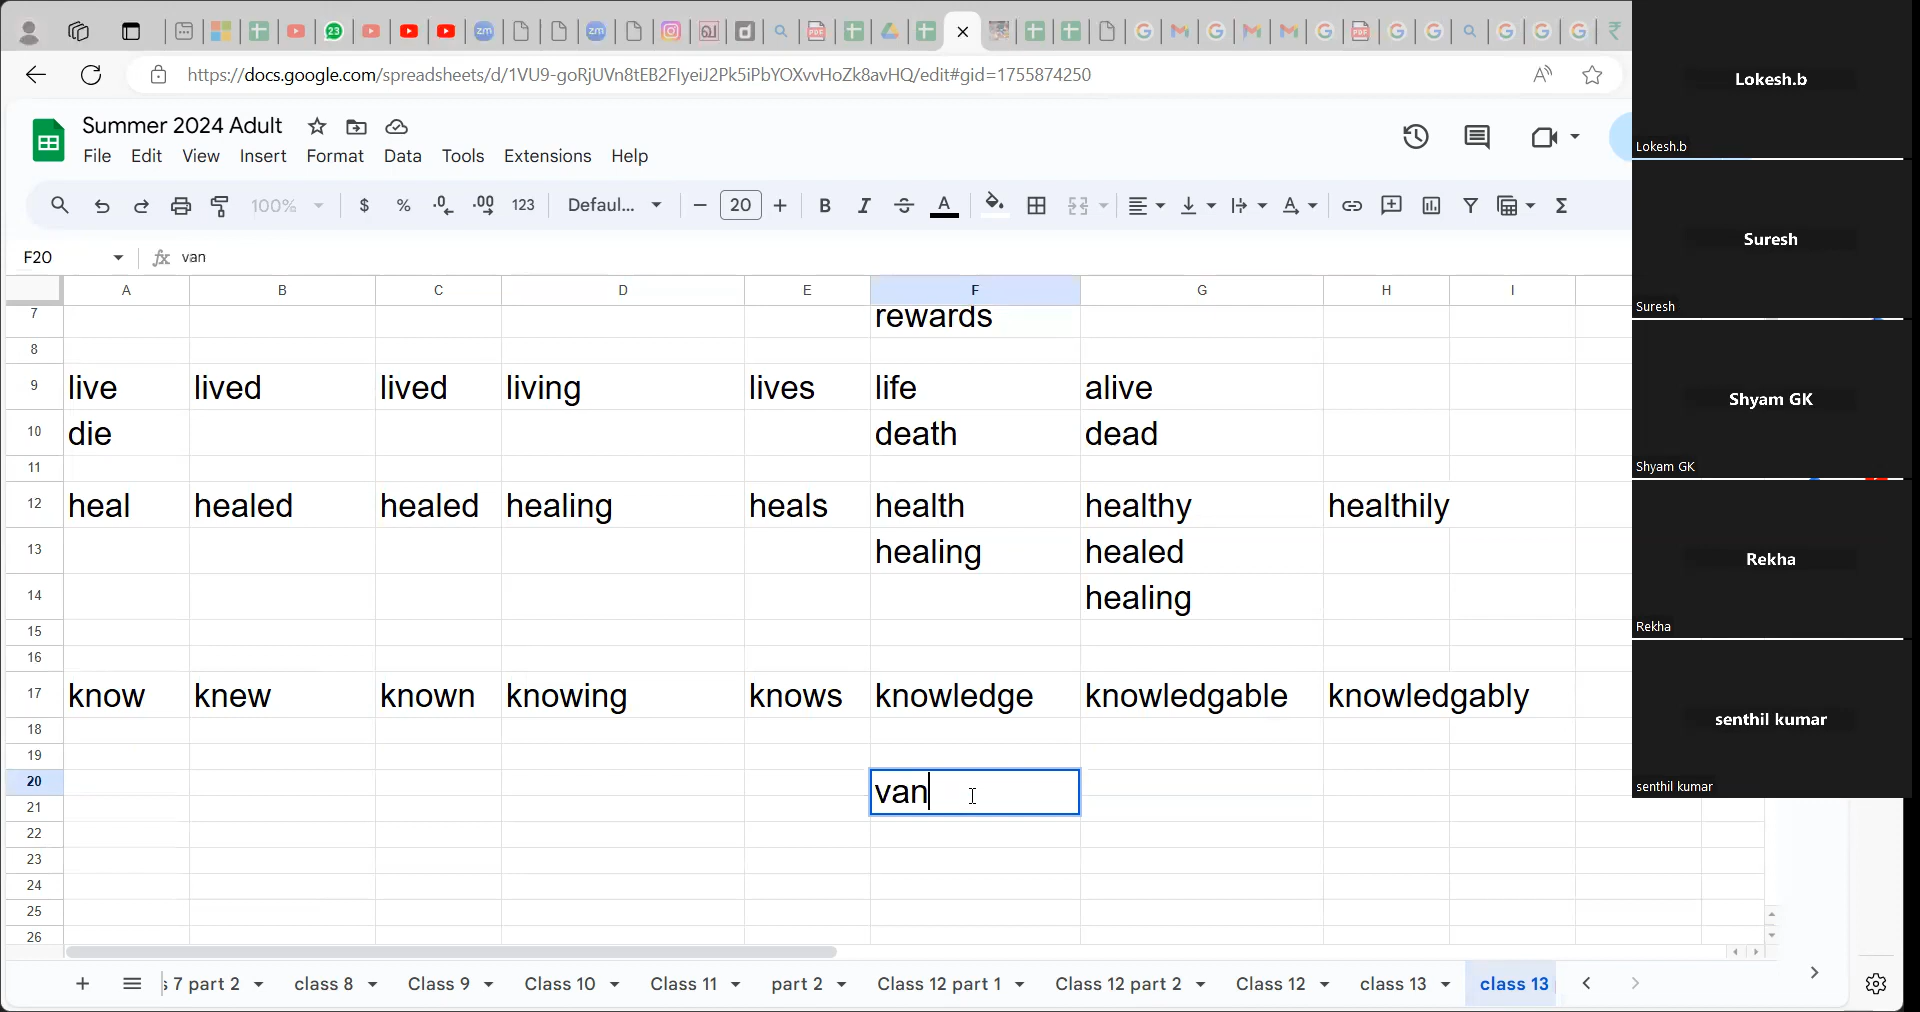 https://docs.google.com/spreadsheets/d/1VU9-goRjUVn8tEB2FIyeiJ2Pk5iPbYOXvvHoZk8avHQ/edit#gid=1755874250
Summer 2024 Adult
File Edit View Insert Format Data Tools Extensions Help
100% $ % .0 .00 123 Defaul... 20 B I A Σ
F20 fx van
A B C D E F G H I
7 rewards
8
9 live lived lived living lives life alive
10 die death dead
11
12 heal healed healed healing heals health healthy healthily
13 healing healed
14 healing
15
16
17 know knew known knowing knows knowledge knowledgable knowledgably
18
19
20 van
21
22
23
24
25
26
7 part 2 class 8 Class 9 Class 10 Class 11 part 2 Class 12 part 1 Class 12 part 2 Class 12 class 13 class 13
Lokesh.b
Lokesh.b
Suresh
Suresh
Shyam GK
Shyam GK
Rekha
Rekha
senthil kumar
senthil kumar